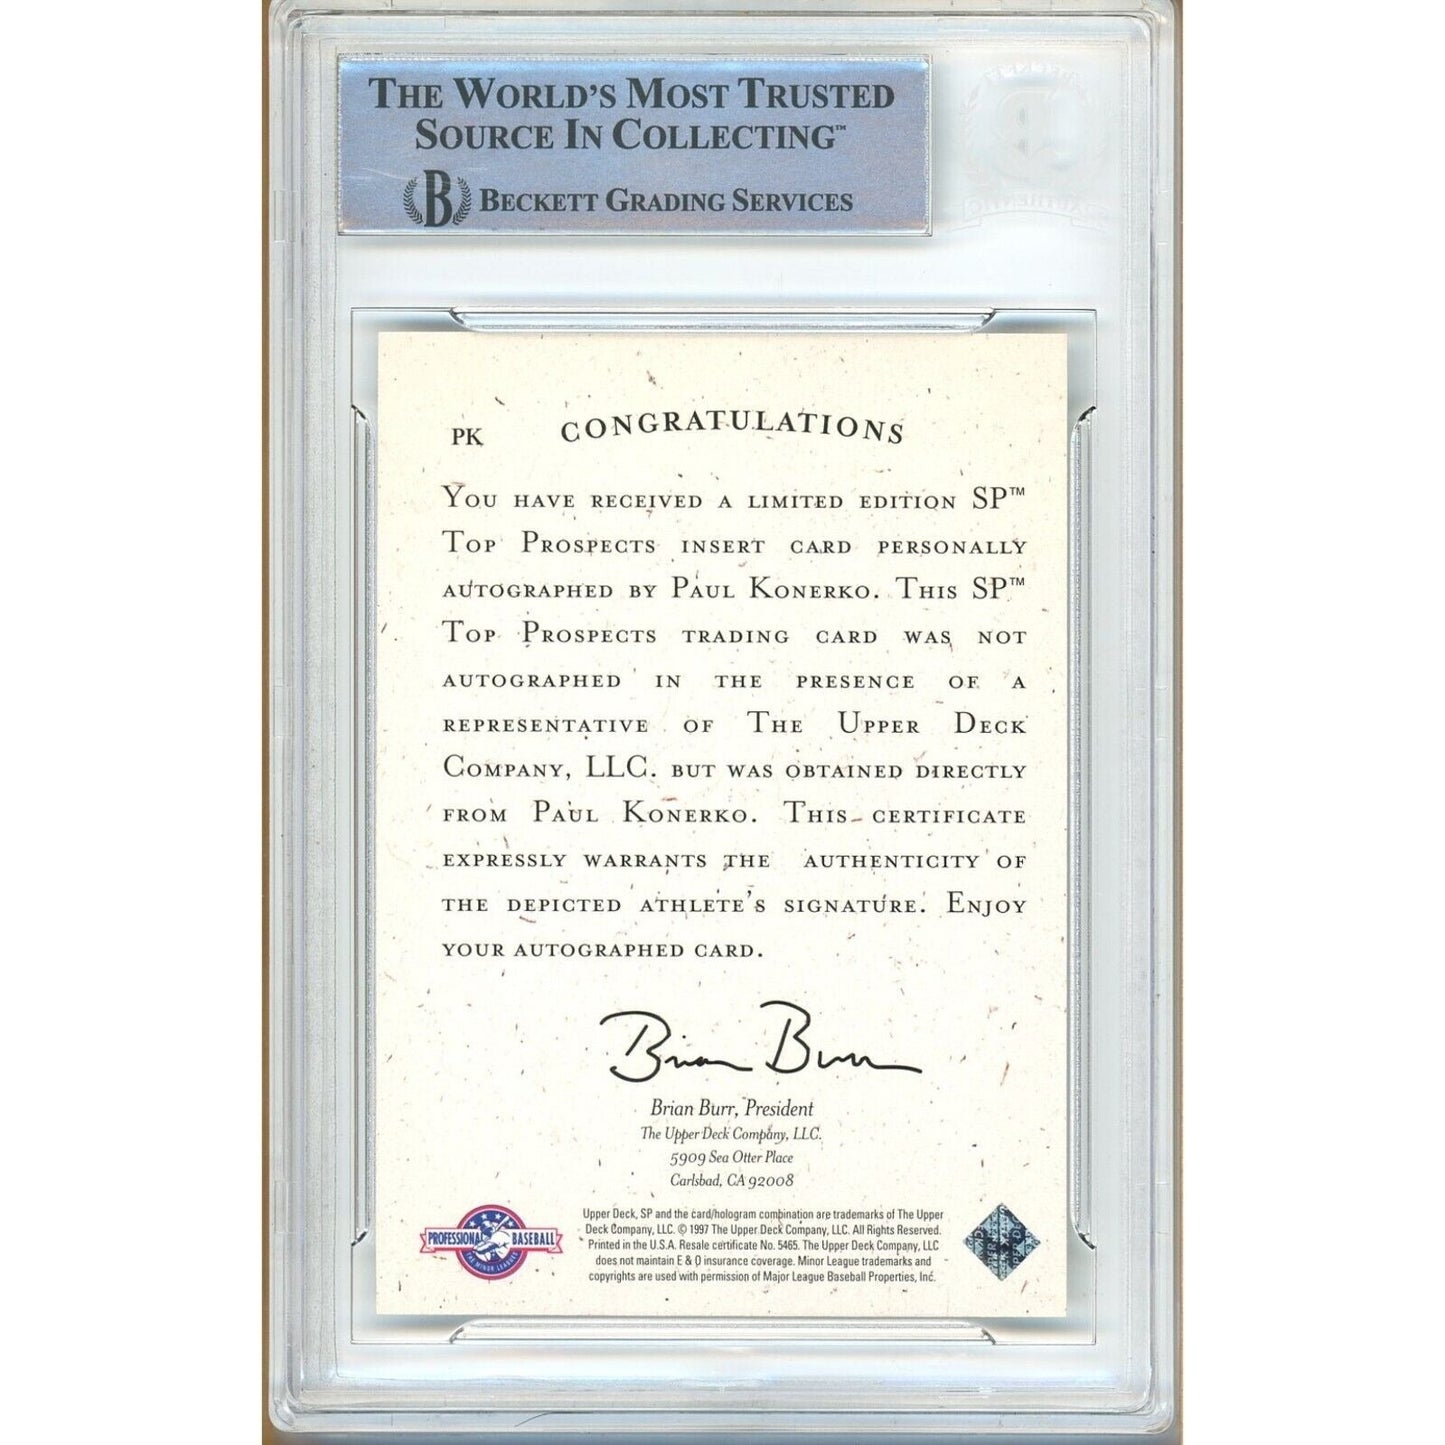 THE WORLD'S MOST TRUSTED
SOURCE IN COLLECTING™
B BECKETT GRADING SERVICES
PK CONGRATULATIONS
YOU HAVE RECEIVED A LIMITED EDITION SP™
TOP PROSPECTS INSERT CARD PERSONALLY
AUTOGRAPHED BY PAUL KONERKO. THIS SP™
TOP PROSPECTS TRADING CARD WAS NOT
AUTOGRAPHED IN THE PRESENCE OF A
REPRESENTATIVE OF THE UPPER DECK
COMPANY, LLC. BUT WAS OBTAINED DIRECTLY
FROM PAUL KONERKO. THIS CERTIFICATE
EXPRESSLY WARRANTS THE AUTHENTICITY OF
THE DEPICTED ATHLETE'S SIGNATURE. ENJOY
YOUR AUTOGRAPHED CARD.
Brian Burr
Brian Burr, President
The Upper Deck Company, LLC.
5909 Sea Otter Place
Carlsbad, CA 92008
PROFESSIONAL BASEBALL
THE MINOR LEAGUES
Upper Deck, SP and the card/hologram combination are trademarks of The Upper
Deck Company, LLC. © 1997 The Upper Deck Company, LLC. All Rights Reserved.
Printed in the U.S.A. Resale certificate No. 5465. The Upper Deck Company, LLC
does not maintain E & O insurance coverage. Minor League trademarks and
copyrights are used with permission of Major League Baseball Properties, Inc.